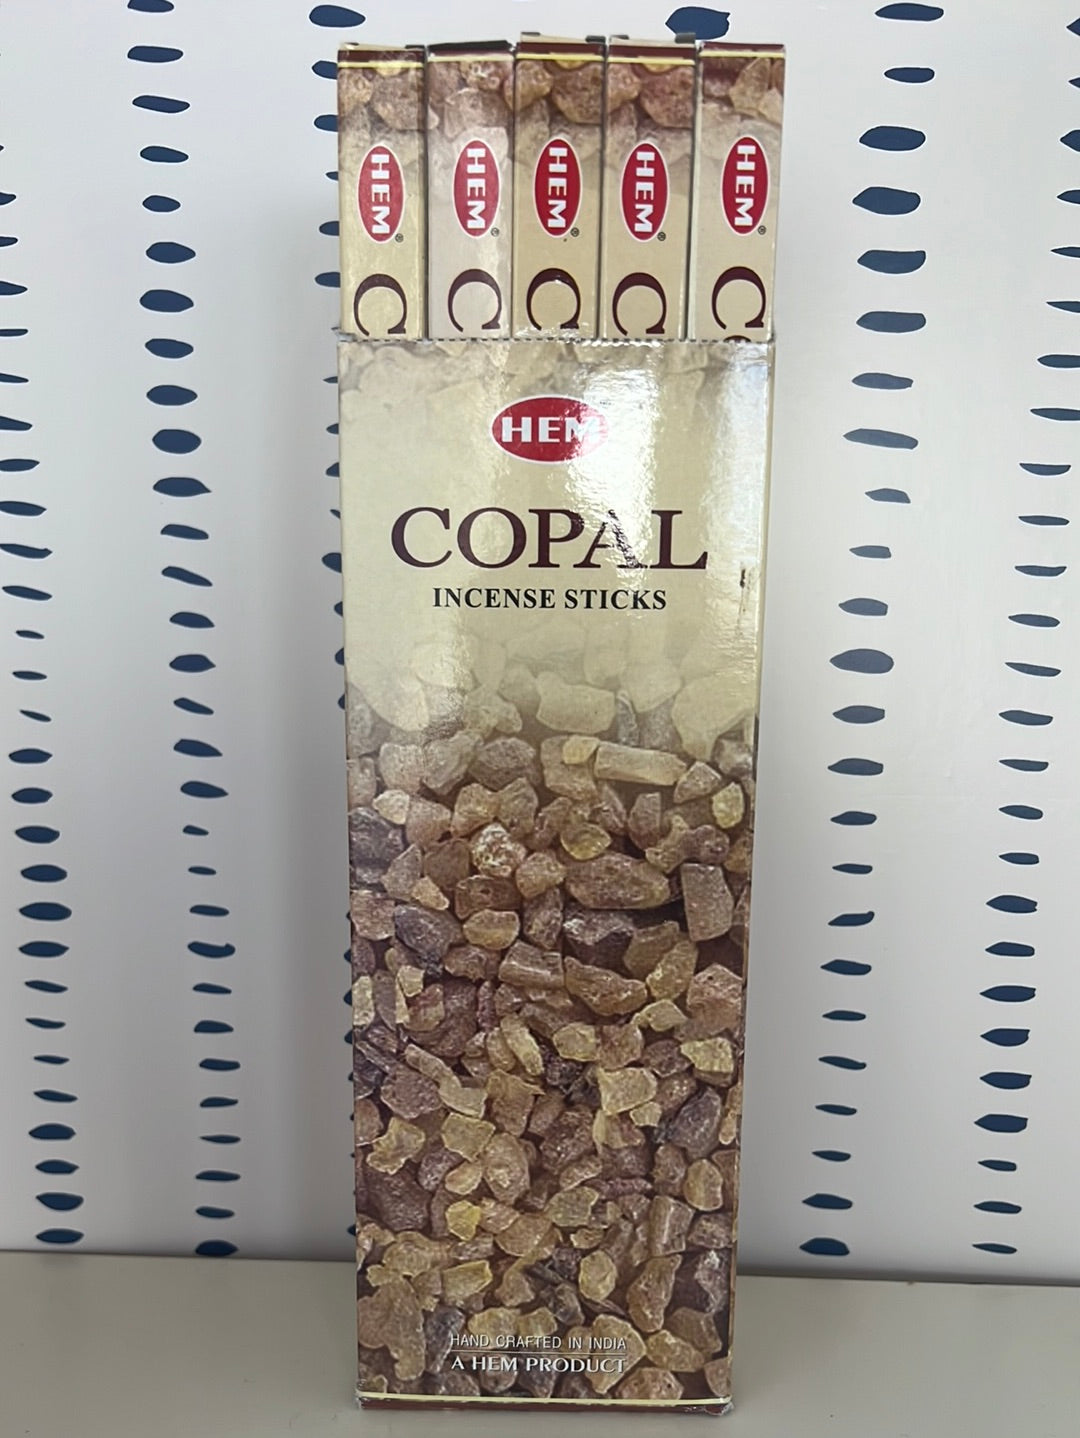 HEM® HEM® HEM® HEM® HEM®
C C C C C
HEM
COPAL
INCENSE STICKS
HAND CRAFTED IN INDIA
A HEM PRODUCT